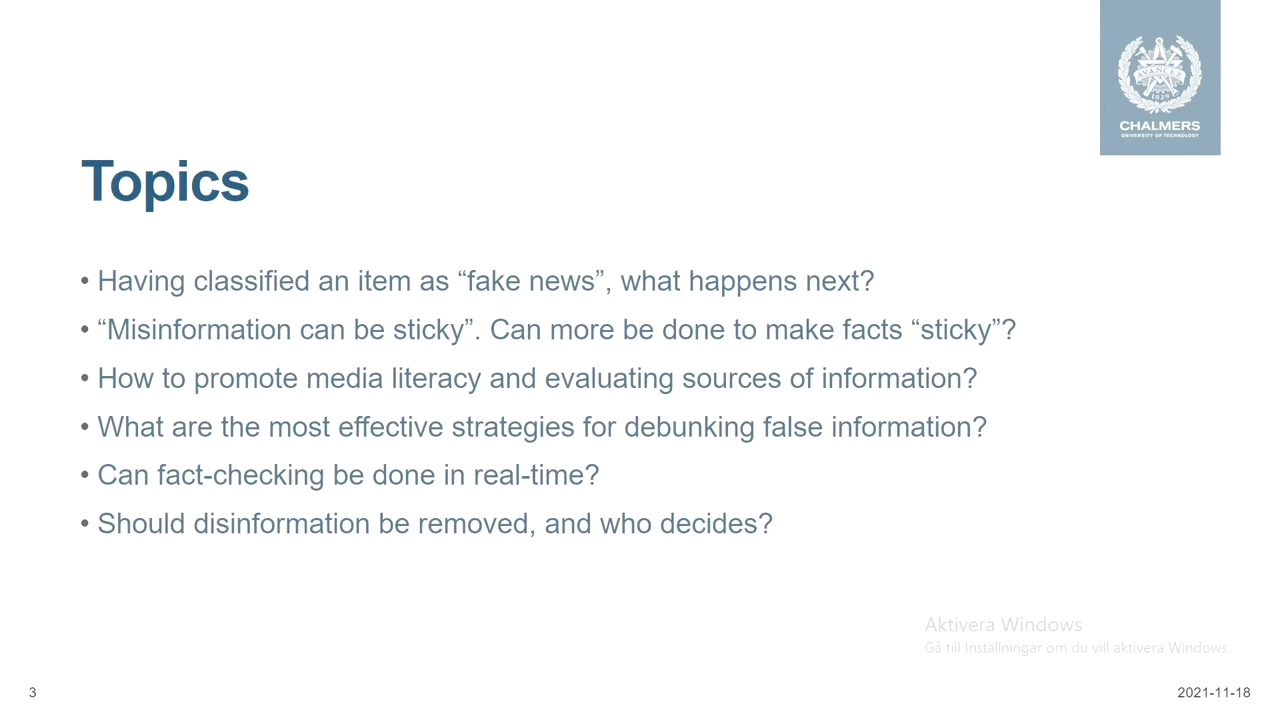 AVANCEZ
1829
CHALMERS
UNIVERSITY OF TECHNOLOGY
Topics
• Having classified an item as “fake news”, what happens next?
• “Misinformation can be sticky”. Can more be done to make facts “sticky”?
• How to promote media literacy and evaluating sources of information?
• What are the most effective strategies for debunking false information?
• Can fact-checking be done in real-time?
• Should disinformation be removed, and who decides?
Aktivera Windows
Gå till Inställningar om du vill aktivera Windows.
3
2021-11-18